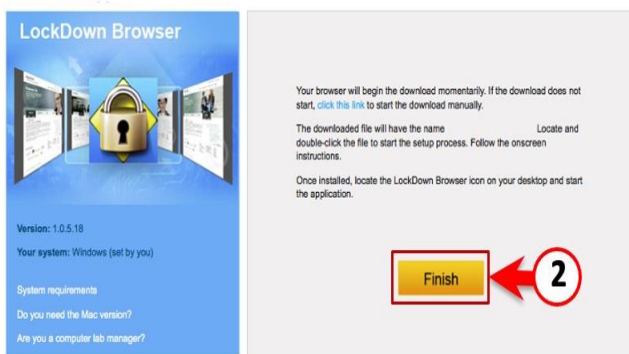 LockDown Browser
Version: 1.0.5.18
Your system: Windows (set by you)
System requirements
Do you need the Mac version?
Are you a computer lab manager?
Your browser will begin the download momentarily. If the download does not
start, click this link to start the download manually.
The downloaded file will have the name Locate and
double-click the file to start the setup process. Follow the onscreen
instructions.
Once installed, locate the LockDown Browser icon on your desktop and start
the application.
Finish
2